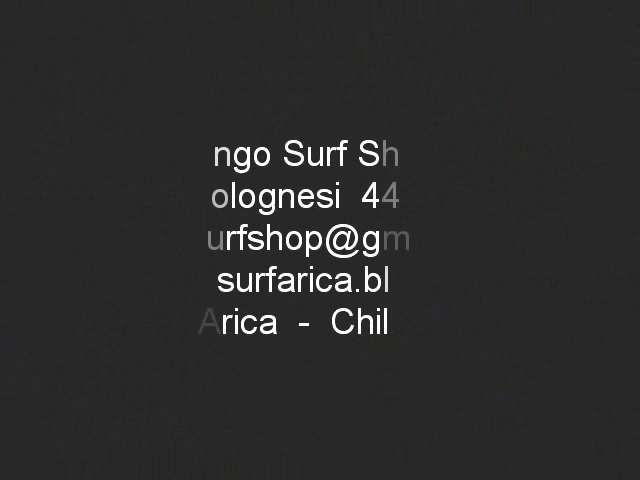 ngo Surf Sh
olognesi  44
urfshop@gm
surfarica.bl
Arica  -  Chil